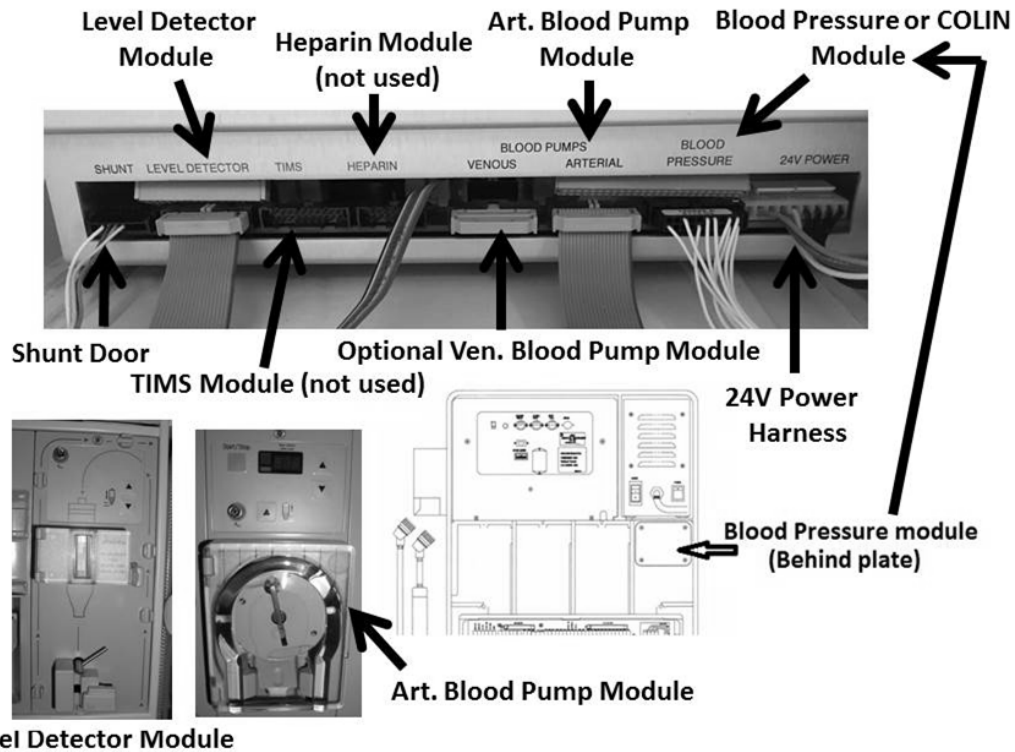 Level Detector
Module
Heparin Module
(not used)
Art. Blood Pump
Module
Blood Pressure or COLIN
Module
SHUNT
LEVEL DETECTOR
TIMS
HEPARIN
BLOOD PUMPS
VENOUS
ARTERIAL
BLOOD
PRESSURE
24V POWER
Shunt Door
TIMS Module (not used)
Optional Ven. Blood Pump Module
24V Power
Harness
Start/Stop
Blood Pressure module
(Behind plate)
Art. Blood Pump Module
el Detector Module